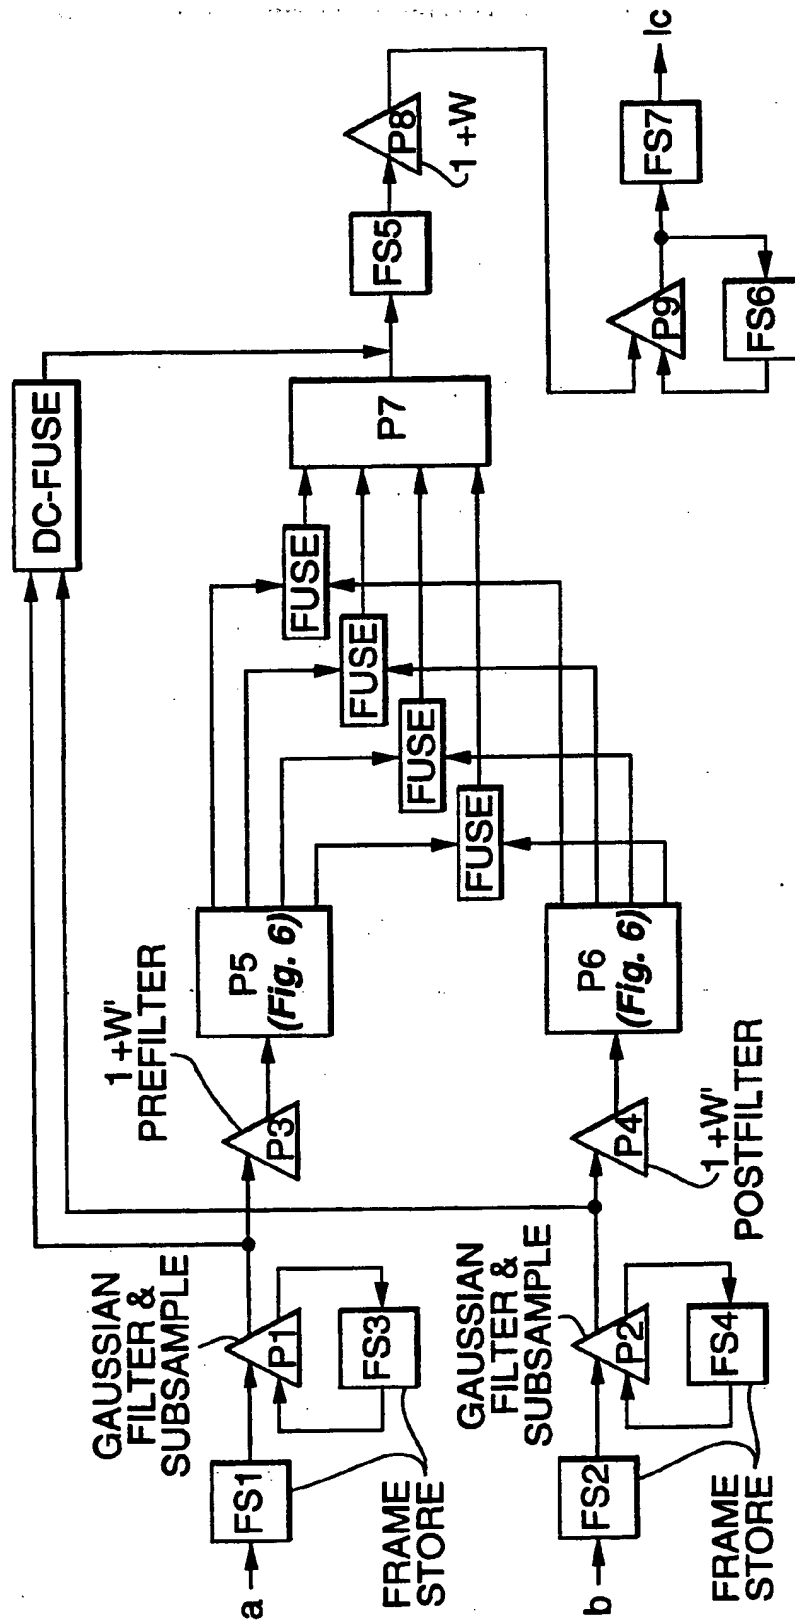 a
FS1
FRAME
STORE
GAUSSIAN
FILTER &
SUBSAMPLE
P1
FS3
1+W'
PREFILTER
P3
P5
(Fig. 6)
b
FS2
FRAME
STORE
GAUSSIAN
FILTER &
SUBSAMPLE
P2
FS4
P4
1+W'
POSTFILTER
P6
(Fig. 6)
FUSE
FUSE
FUSE
FUSE
DC-FUSE
P7
FS5
P8
1+W
P9
FS6
FS7
Ic